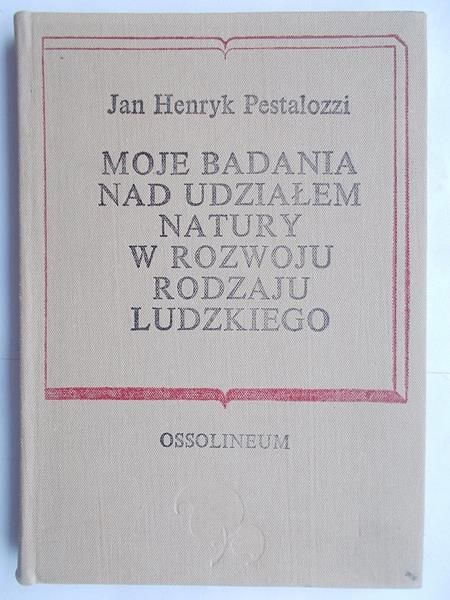 Jan Henryk Pestalozzi
MOJE BADANIA
NAD UDZIAŁEM
NATURY
W ROZWOJU
RODZAJU
LUDZKIEGO
OSSOLINEUM